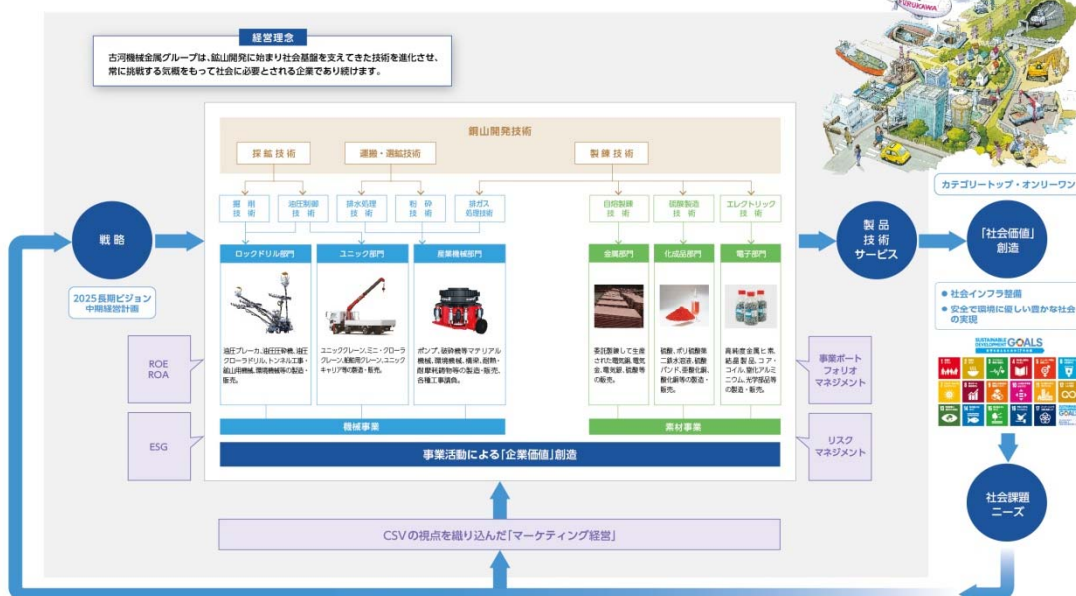 FURUKAWA
経営理念
古河機械金属グループは、鉱山開発に始まり社会基盤を支えてきた技術を進化させ、
常に挑戦する気概をもって社会に必要とされる企業であり続けます。
銅山開発技術
採鉱技術
運搬・選鉱技術
製錬技術
カテゴリートップ・オンリーワン
掘削
技術
油圧制御
技術
排水処理
技術
粉砕
技術
排ガス
処理技術
自熔製錬
技術
硫酸製造
技術
エレクトリック
技術
戦略
2025長期ビジョン
中期経営計画
ロックドリル部門
ユニック部門
産業機械部門
金属部門
化成品部門
電子部門
製品
技術
サービス
「社会価値」
創造
社会インフラ整備
安全で環境に優しい豊かな社会
の実現
油圧ブレーカ、油圧圧砕機、油圧
クローラドリル、トンネル工事・
鉱山用機械、環境機械等の製造・
販売。
ユニッククレーン、ミニ・クローラ
クレーン、船舶用クレーン、ユニック
キャリア等の製造・販売。
ポンプ、破砕機等マテリアル
機械、環境機械、橋梁、耐熱・
耐摩耗鋳物等の製造・販売、
各種工事請負。
委託製錬して生産
された電気銅、電気
金、電気銀、硫酸等
の販売。
硫酸、ポリ硫酸第
二鉄水溶液、硫酸
バンド、亜酸化銅、
酸化銅等の製造・
販売。
高純度金属ヒ素、
結晶製品、コア・
コイル、窒化アルミ
ニウム、光学部品等
の製造・販売。
ROE
ROA
ESG
機械事業
素材事業
事業活動による「企業価値」創造
事業ポート
フォリオ
マネジメント
リスク
マネジメント
SUSTAINABLE
DEVELOPMENT GOALS
社会課題
ニーズ
CSVの視点を織り込んだ「マーケティング経営」